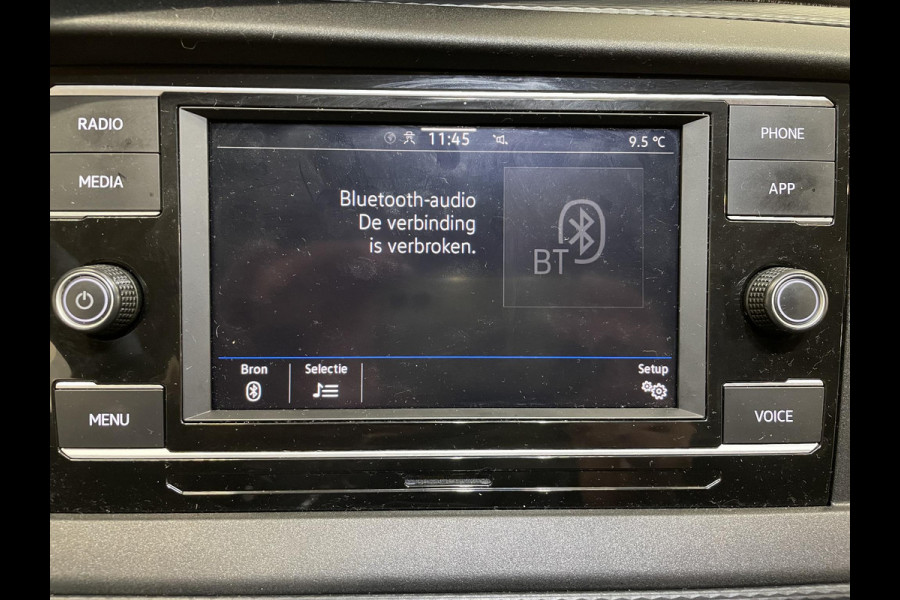 RADIO
MEDIA
MENU
11:45
9.5 °C
Bluetooth-audio
De verbinding
is verbroken.
BT
Bron
Selectie
Setup
PHONE
APP
VOICE